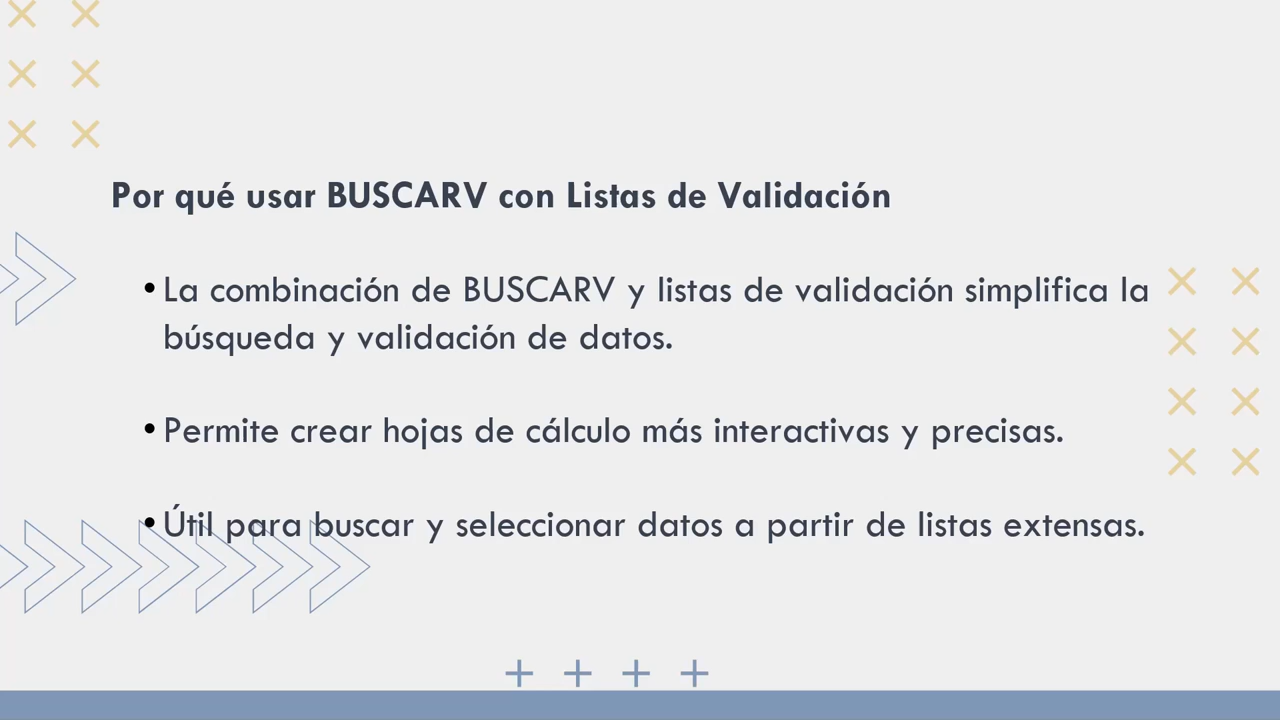 Por qué usar BUSCARV con Listas de Validación
• La combinación de BUSCARV y listas de validación simplifica la
búsqueda y validación de datos.
• Permite crear hojas de cálculo más interactivas y precisas.
• Útil para buscar y seleccionar datos a partir de listas extensas.